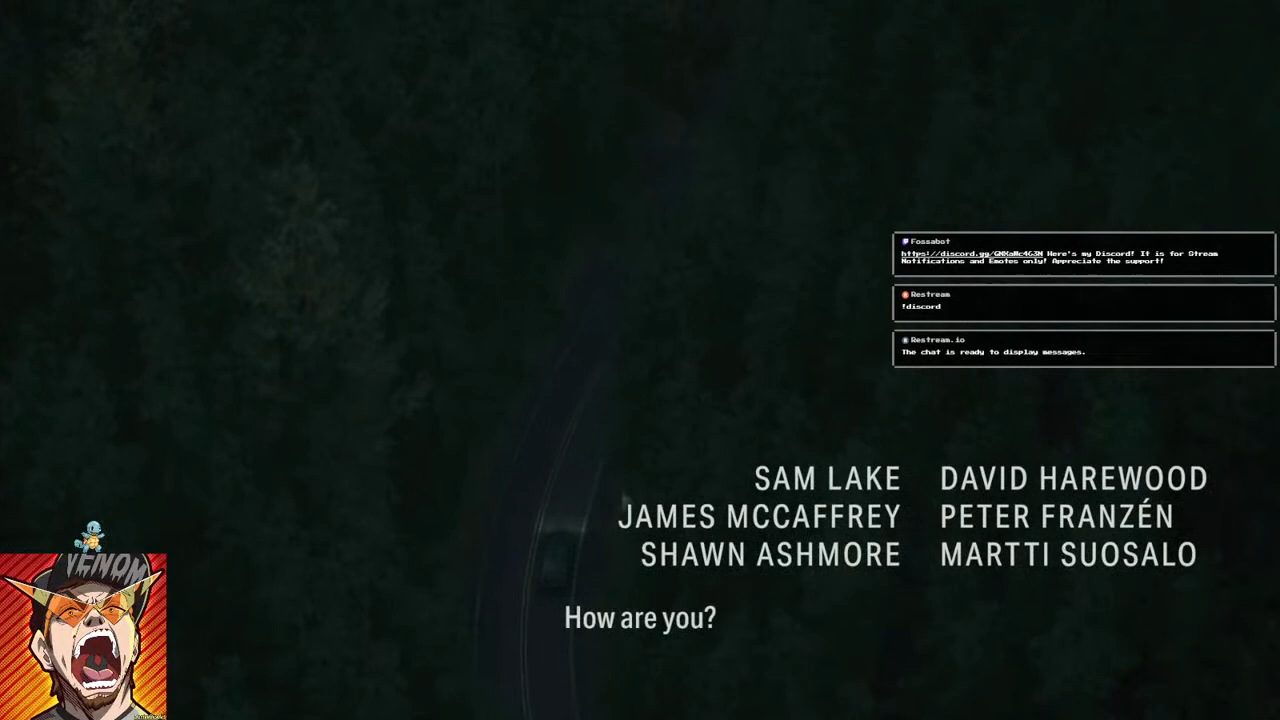 Fossabot
Here's my Discord! It is for Stream
Notifications and Emotes only! Appreciate the support!
Restream
!discord
Restream.io
The chat is ready to display messages.
SAM LAKE DAVID HAREWOOD
JAMES MCCAFFREY PETER FRANZÉN
SHAWN ASHMORE MARTTI SUOSALO
How are you?
VENOM